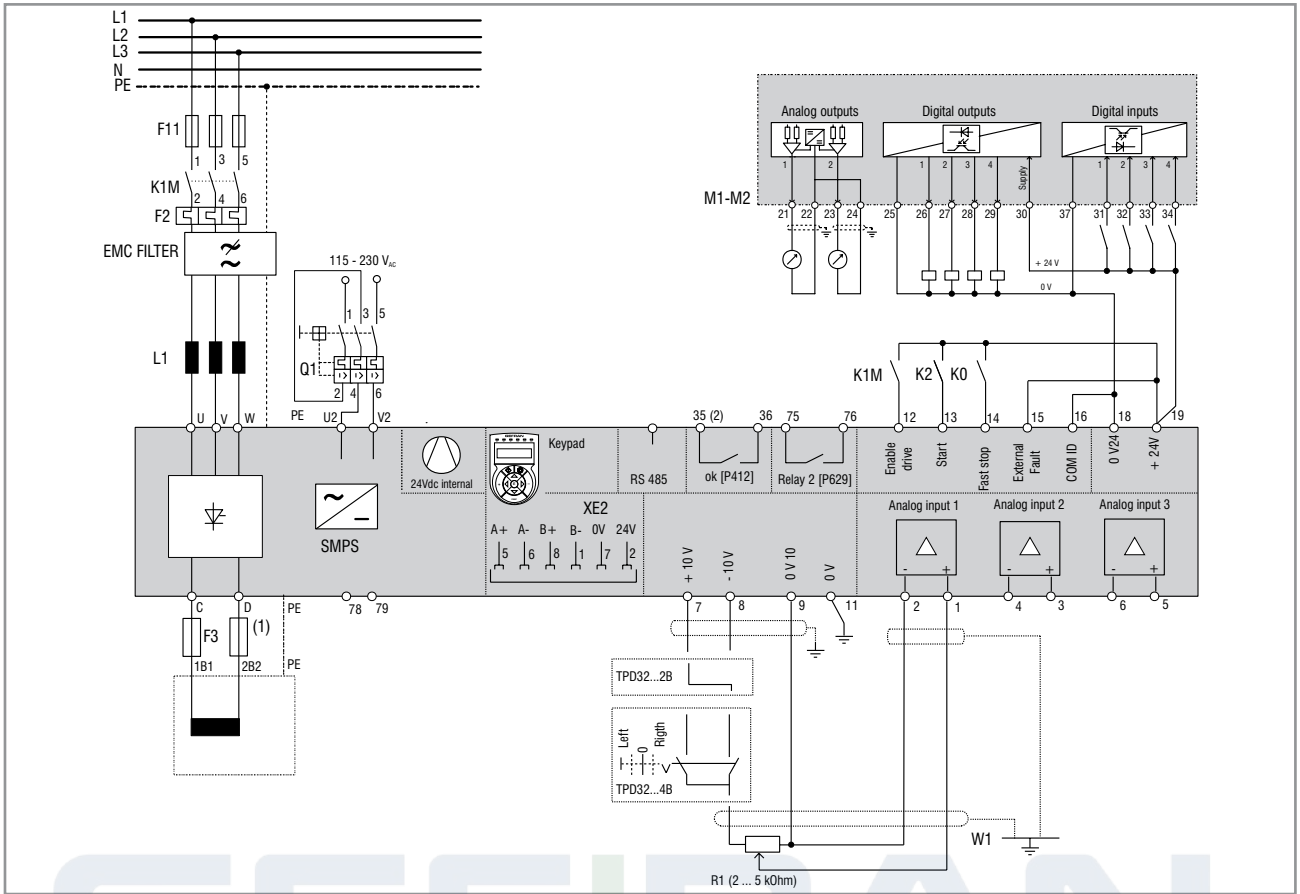 L1
L2
L3
N
PE
F11
1 3 5
K1M
2 4 6
F2
EMC FILTER
L1
U V W PE
115 - 230 VAC
1 3 5
Q1
I> I> I>
2 4 6
U2 V2
Analog outputs Digital outputs Digital inputs
1 2 1 2 3 4 Supply 1 2 3 4
M1-M2
21 22 23 24 25 26 27 28 29 30 37 31 32 33 34
+ 24 V
0 V
K1M K2 K0
35 (2) 36 75 76 12 13 14 15 16 18 19
24Vdc internal
GEFRAN
Keypad
RS 485
ok [P412]
Relay 2 [P629]
Enable drive
Start
Fast stop
External Fault
COM ID
0 V24
+ 24V
SMPS
XE2
A+ A- B+ B- 0V 24V
5 6 8 1 7 2
+ 10 V
- 10 V
0 V 10
0 V
Analog input 1 Analog input 2 Analog input 3
- + - + - +
C D PE 78 79 7 8 9 11 2 1 4 3 6 5
F3 (1)
1B1 2B2 PE
TPD32...2B
Left 0 Rigth
TPD32...4B
W1
R1 (2 ... 5 kOhm)
GEFRAN